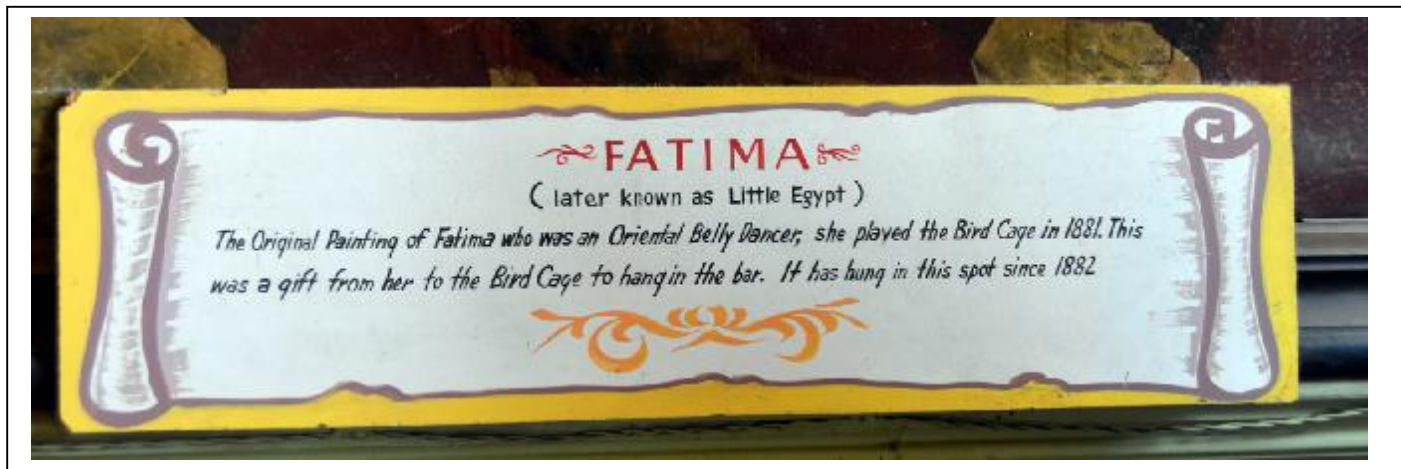 FATIMA
( later known as Little Egypt )
The Original Painting of Fatima who was an Oriental Belly Dancer, she played the Bird Cage in 1881. This
was a gift from her to the Bird Cage to hang in the bar. It has hung in this spot since 1882